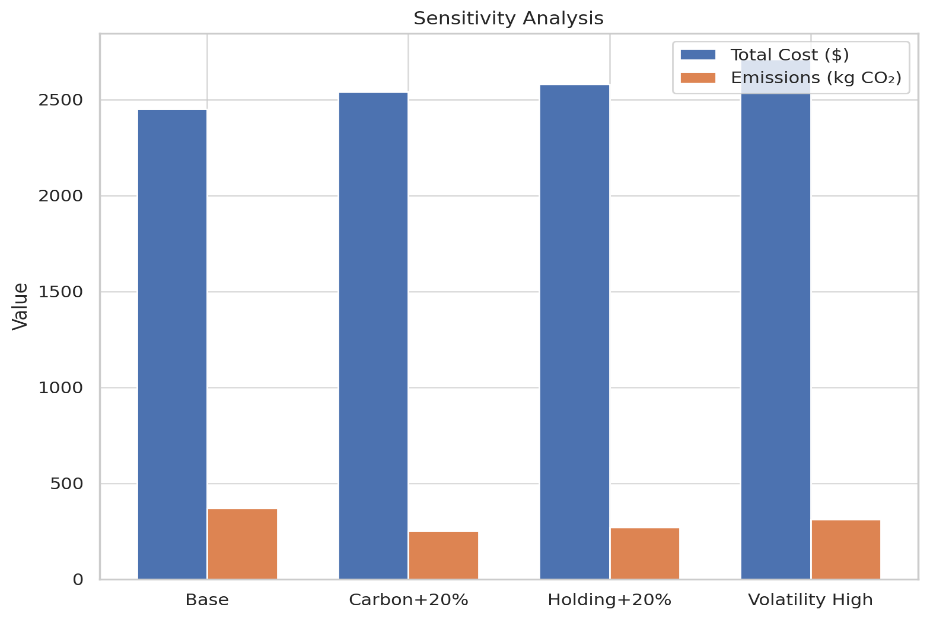 Sensitivity Analysis
Total Cost ($)
Emissions (kg CO₂)
Value
2500
2000
1500
1000
500
0
Base
Carbon+20%
Holding+20%
Volatility High